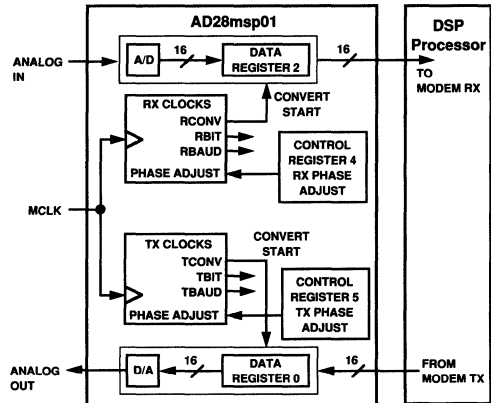 AD28msp01
DSP
Processor
ANALOG
IN
A/D
16
DATA
REGISTER 2
16
TO
MODEM RX
CONVERT
START
RX CLOCKS
RCONV
RBIT
RBAUD
PHASE ADJUST
CONTROL
REGISTER 4
RX PHASE
ADJUST
MCLK
TX CLOCKS
TCONV
TBIT
TBAUD
PHASE ADJUST
CONVERT
START
CONTROL
REGISTER 5
TX PHASE
ADJUST
ANALOG
OUT
D/A
16
DATA
REGISTER 0
16
FROM
MODEM TX